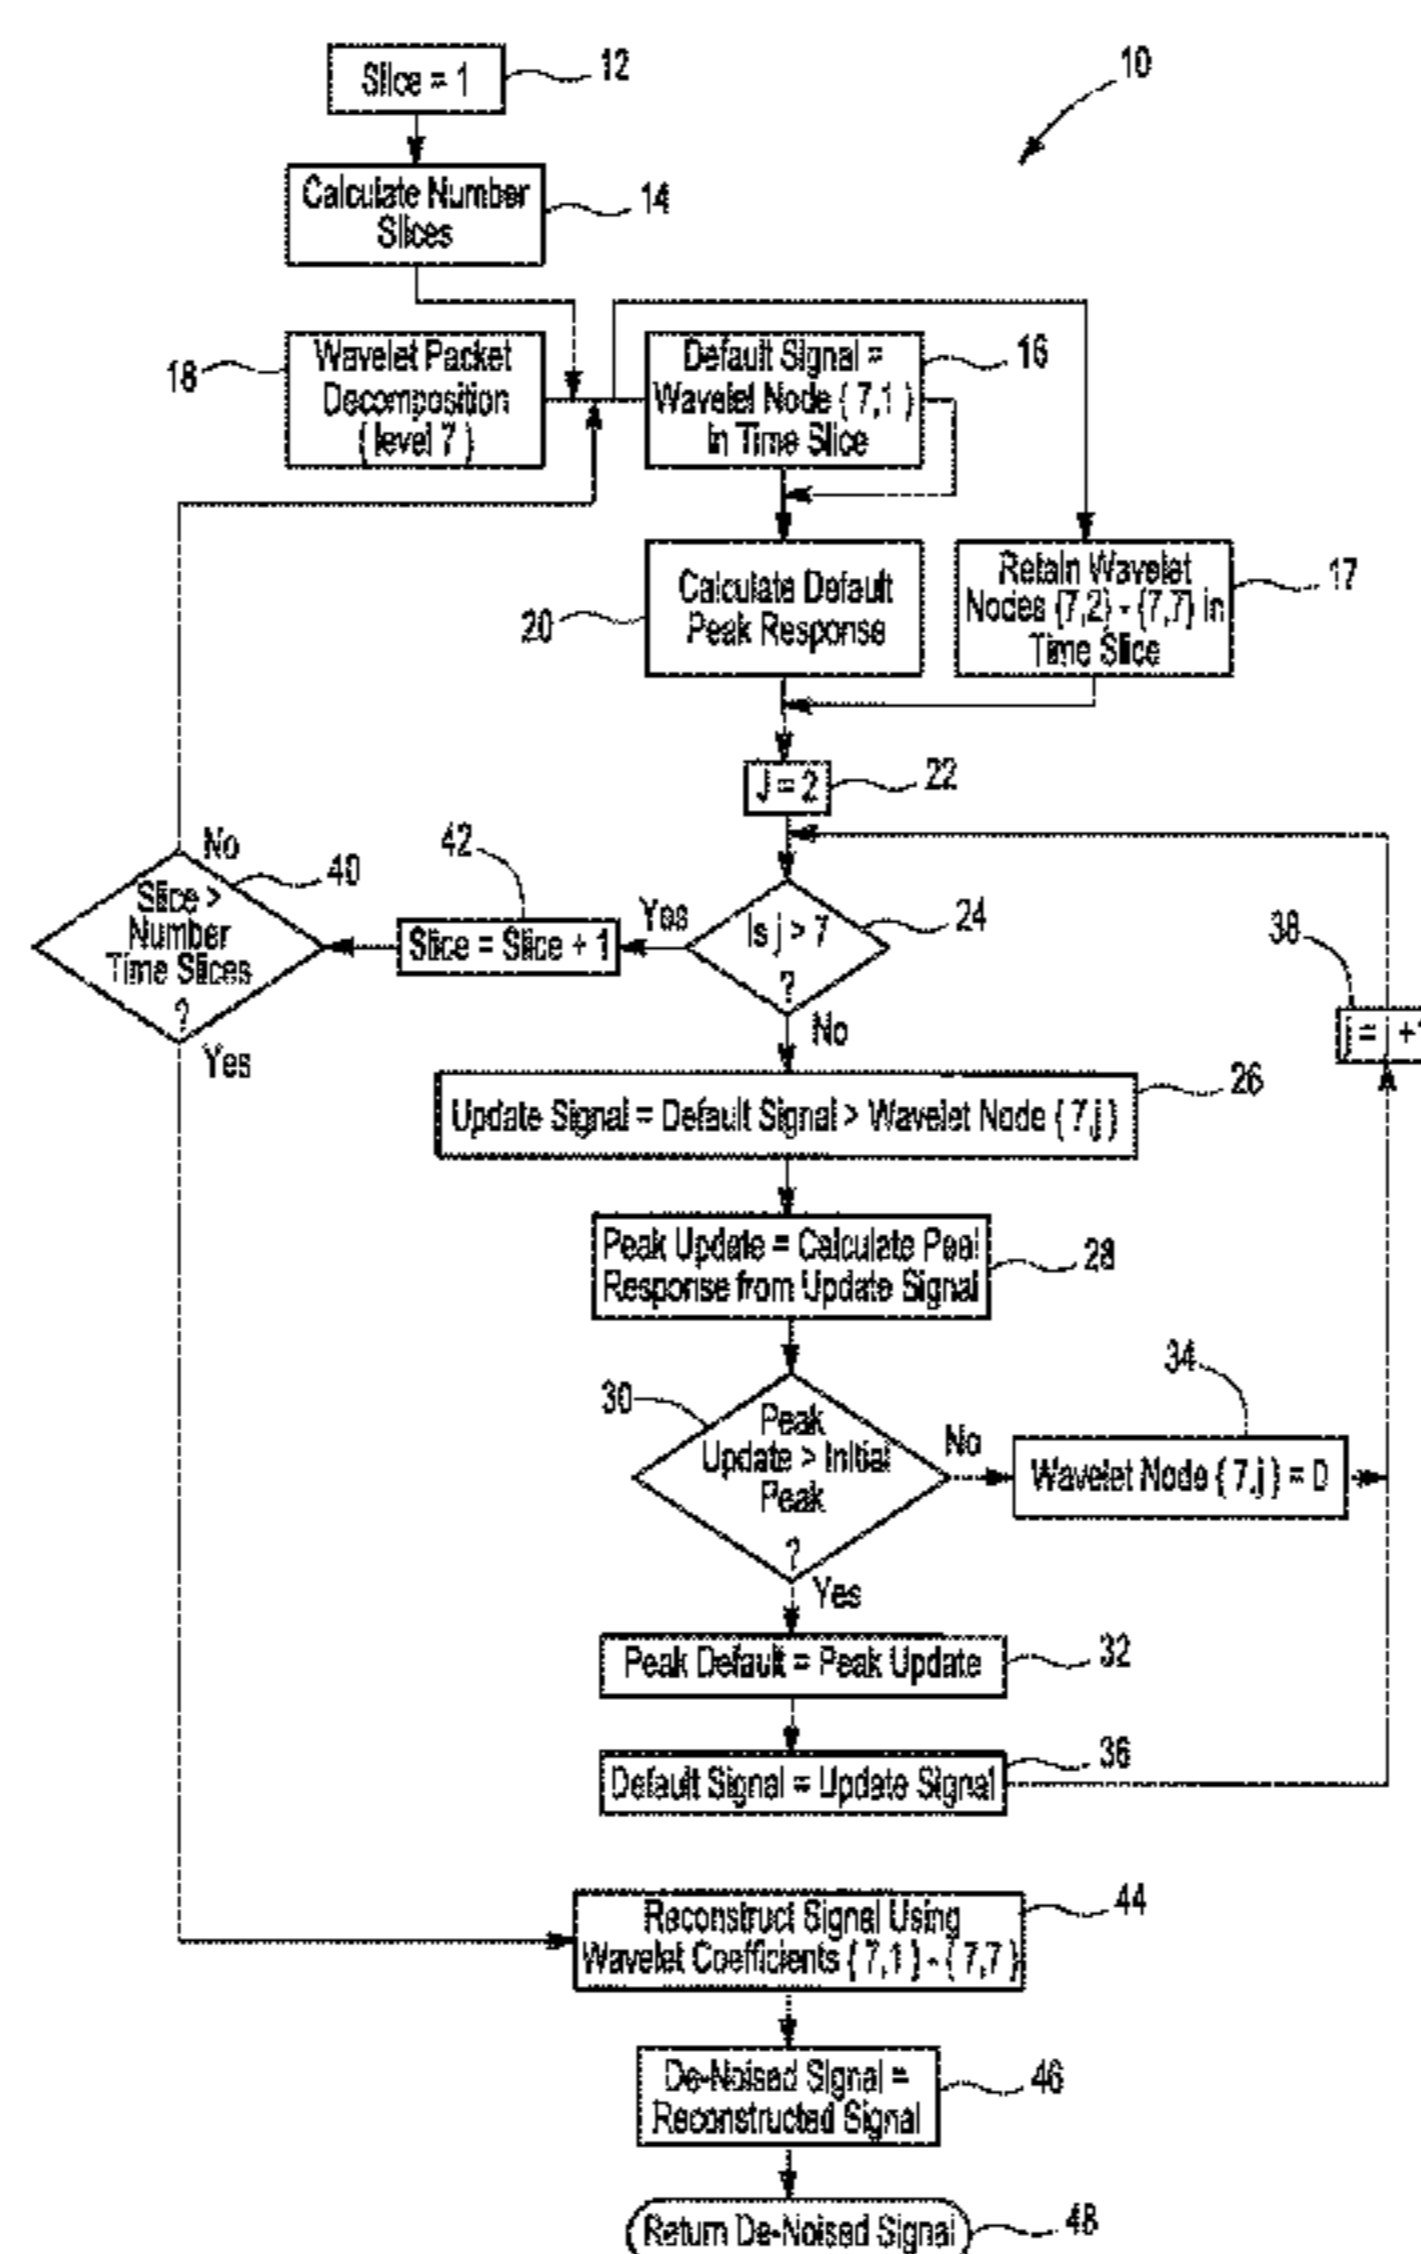 Slice = 1
12
10
Calculate Number
Slices
14
18
Wavelet Packet
Decomposition
( level 7 )
Default Signal =
Wavelet Node ( 7,1 )
in Time Slice
16
Calculate Default
Peak Response
20
Retain Wavelet
Nodes (7,2) - (7,7) in
Time Slice
17
J = 2
22
No
40
Slice >
Number
Time Slices
?
Yes
42
Slice = Slice + 1
Yes
Is j > 7
?
24
No
38
Update Signal = Default Signal > Wavelet Node ( 7,j )
26
Peak Update = Calculate Peal
Response from Update Signal
28
30
Peak
Update > Initial
Peak
?
No
Yes
34
Wavelet Node ( 7,j ) = 0
Peak Default = Peak Update
32
Default Signal = Update Signal
36
Reconstruct Signal Using
Wavelet Coefficients ( 7,1 ) - ( 7,7 )
44
De-Noised Signal =
Reconstructed Signal
46
Return De-Noised Signal
48